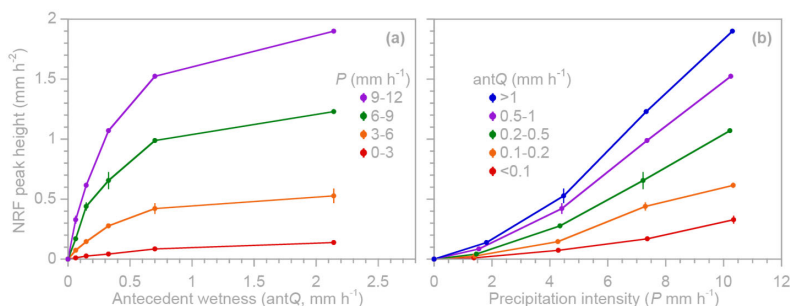 NRF peak height (mm h-2)
2
1.5
1
0.5
0
(a)
P (mm h-1)
9-12
6-9
3-6
0-3
0 0.5 1 1.5 2 2.5
Antecedent wetness (antQ, mm h-1)
(b)
antQ (mm h-1)
>1
0.5-1
0.2-0.5
0.1-0.2
<0.1
0 2 4 6 8 10 12
Precipitation intensity (P mm h-1)